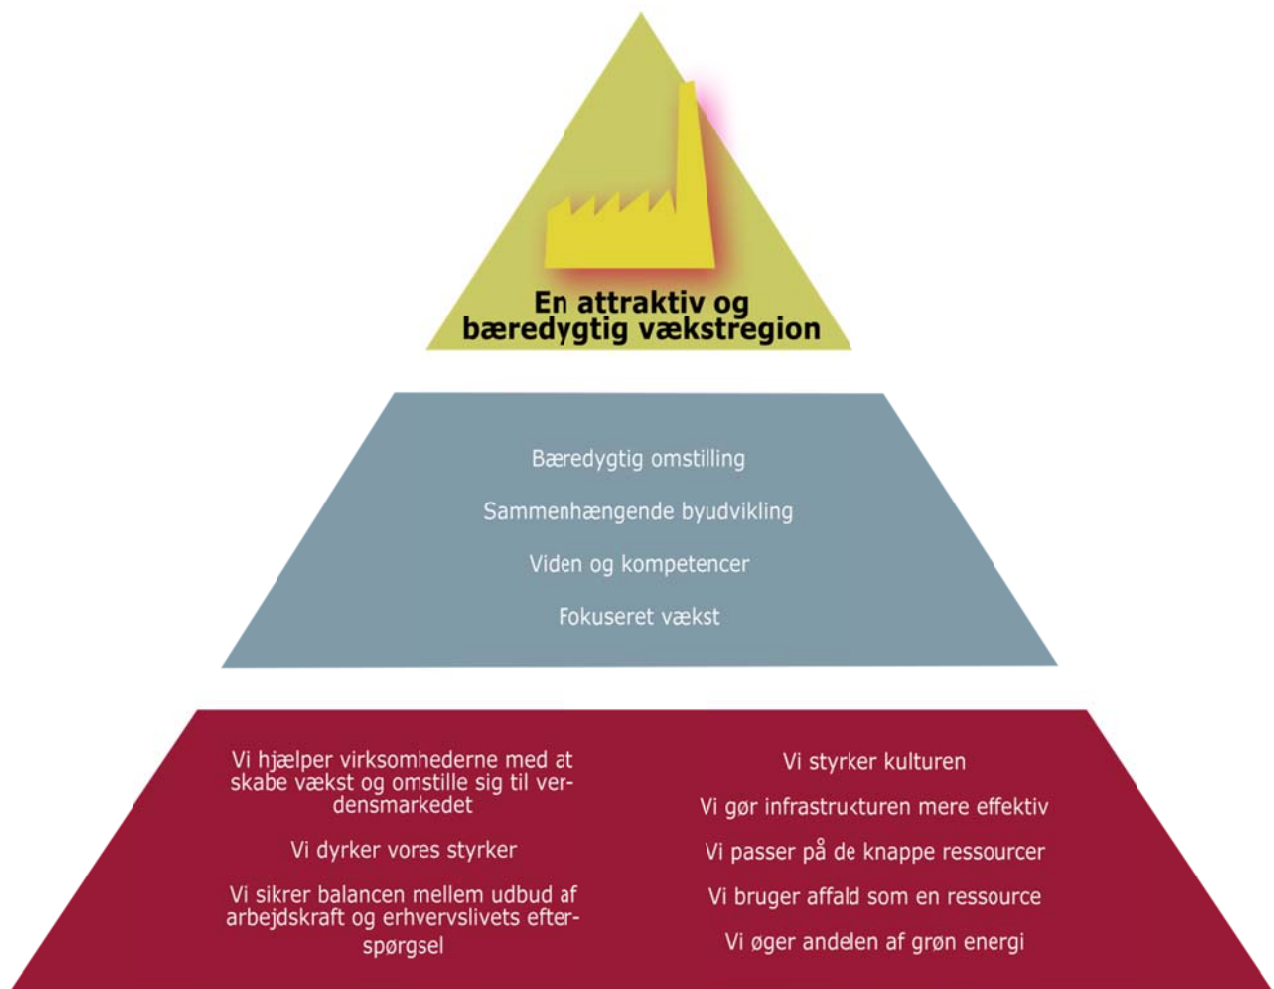 En attraktiv og
bæredygtig vækstregion
Bæredygtig omstilling
Sammenhængende byudvikling
Viden og kompetencer
Fokuseret vækst
Vi hjælper virksomhederne med at
skabe vækst og omstille sig til ver-
densmarkedet
Vi dyrker vores styrker
Vi sikrer balancen mellem udbud af
arbejdskraft og erhvervslivets efter-
spørgsel
Vi styrker kulturen
Vi gør infrastrukturen mere effektiv
Vi passer på de knappe ressourcer
Vi bruger affald som en ressource
Vi øger andelen af grøn energi